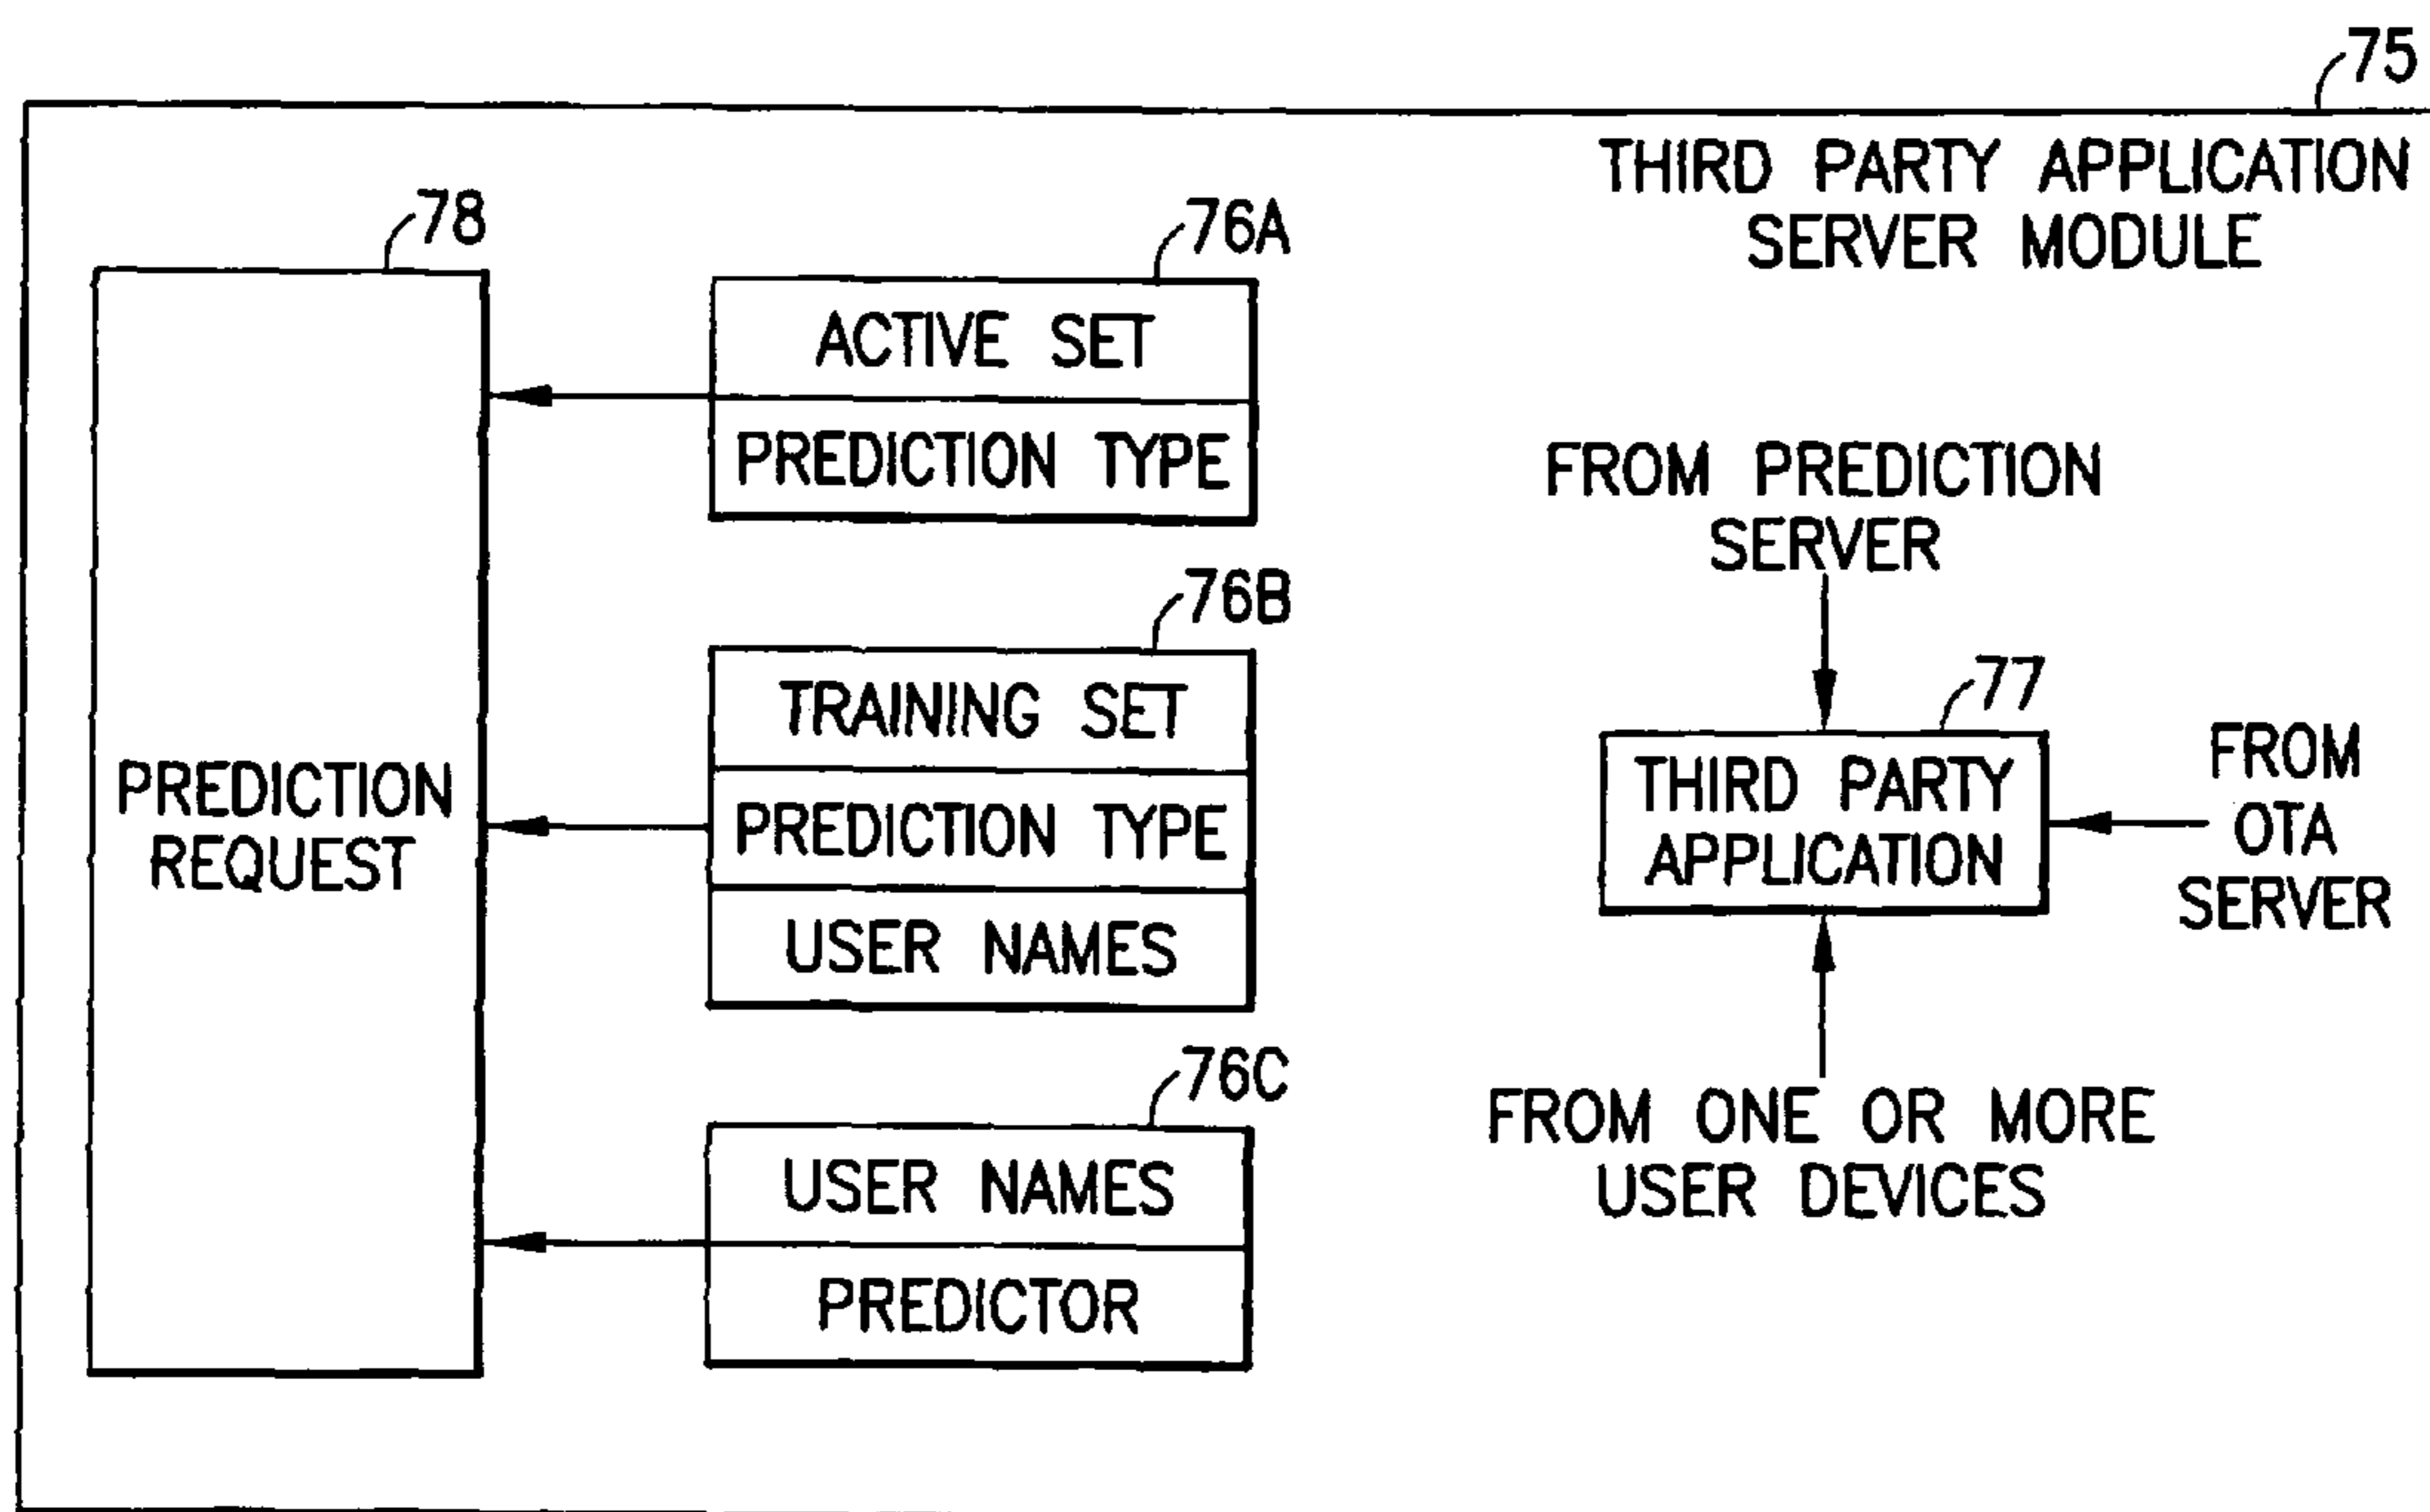 75
THIRD PARTY APPLICATION
SERVER MODULE
78
PREDICTION
REQUEST
76A
ACTIVE SET
PREDICTION TYPE
76B
TRAINING SET
PREDICTION TYPE
USER NAMES
76C
USER NAMES
PREDICTOR
FROM PREDICTION
SERVER
77
THIRD PARTY
APPLICATION
FROM
OTA
SERVER
FROM ONE OR MORE
USER DEVICES